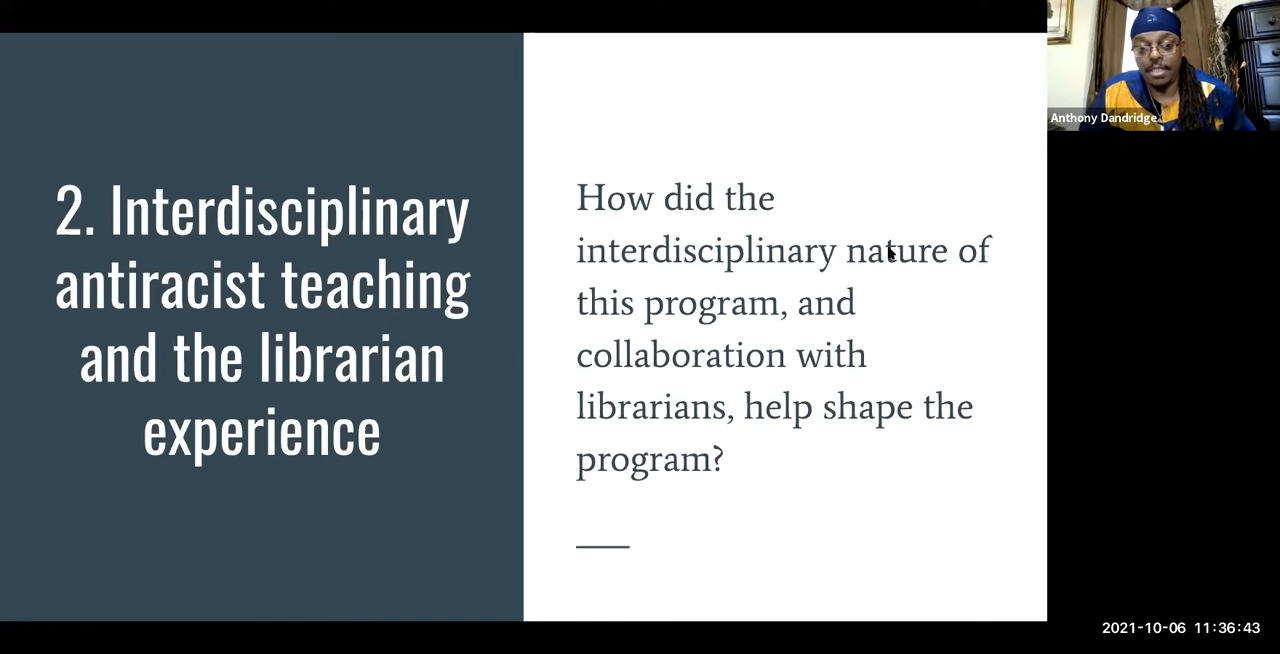 2. Interdisciplinary
antiracist teaching
and the librarian
experience
How did the
interdisciplinary nature of
this program, and
collaboration with
librarians, help shape the
program?
Anthony Dandridge
2021-10-06 11:36:43